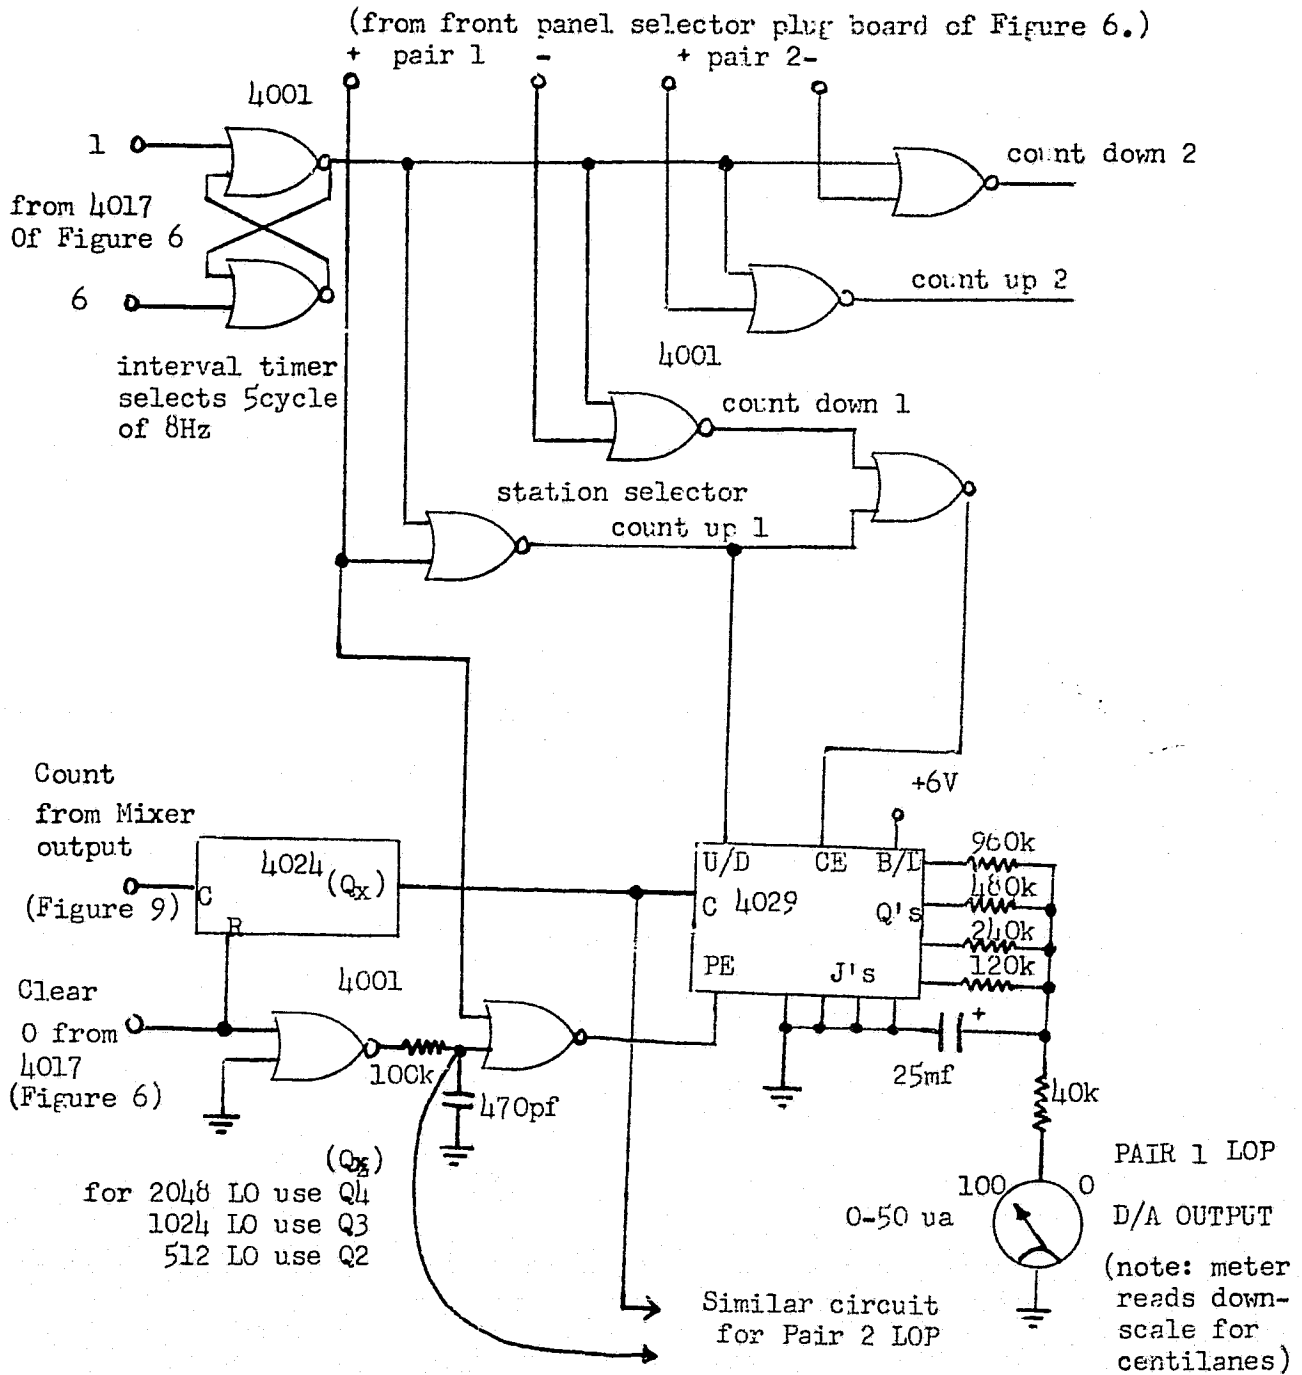 (from front panel selector plug board of Figure 6.)
+ pair 1 -
+ pair 2-
4001
1
count down 2
from 4017
Of Figure 6
6
count up 2
interval timer
selects 5cycle
of 8Hz
4001
count down 1
station selector
count up 1
Count
from Mixer
output
(Figure 9)
+6V
4024
(Qx)
C
R
U/D
CE
B/D
C
4029
Q's
PE
J's
960k
480k
240k
120k
4001
Clear
0 from
4017
(Figure 6)
100k
470pf
+
25mf
40k
(Qx)
for 2048 LO use Q4
1024 LO use Q3
512 LO use Q2
100
0
0-50 ua
PAIR 1 LOP
D/A OUTPUT
(note: meter
reads down-
scale for
centilanes)
Similar circuit
for Pair 2 LOP